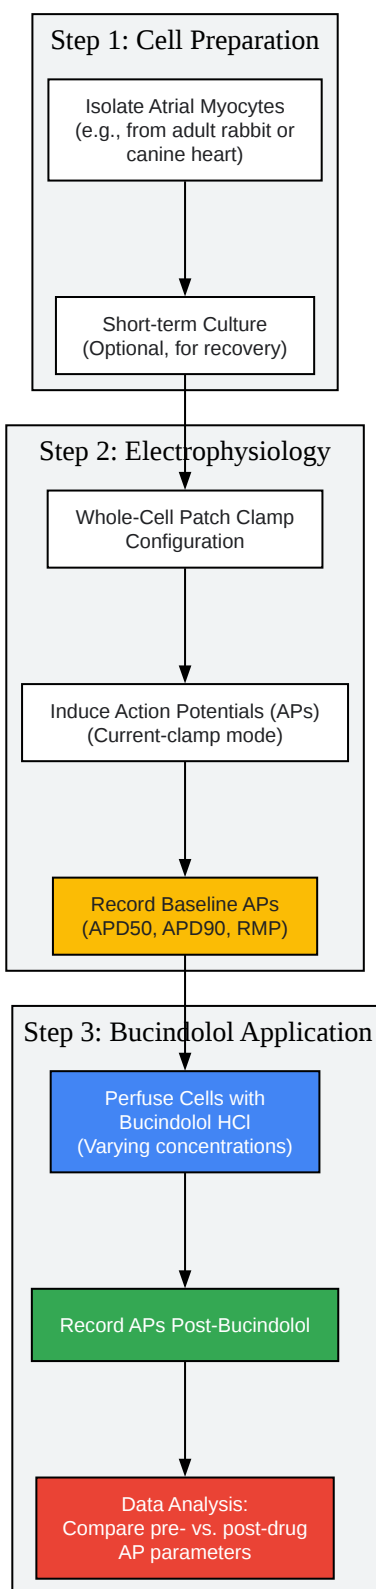 Step 1: Cell Preparation
Isolate Atrial Myocytes
(e.g., from adult rabbit or
canine heart)
Short-term Culture
(Optional, for recovery)
Step 2: Electrophysiology
Whole-Cell Patch Clamp
Configuration
Induce Action Potentials (APs)
(Current-clamp mode)
Record Baseline APs
(APD50, APD90, RMP)
Step 3: Bucindolol Application
Perfuse Cells with
Bucindolol HCl
(Varying concentrations)
Record APs Post-Bucindolol
Data Analysis:
Compare pre- vs. post-drug
AP parameters